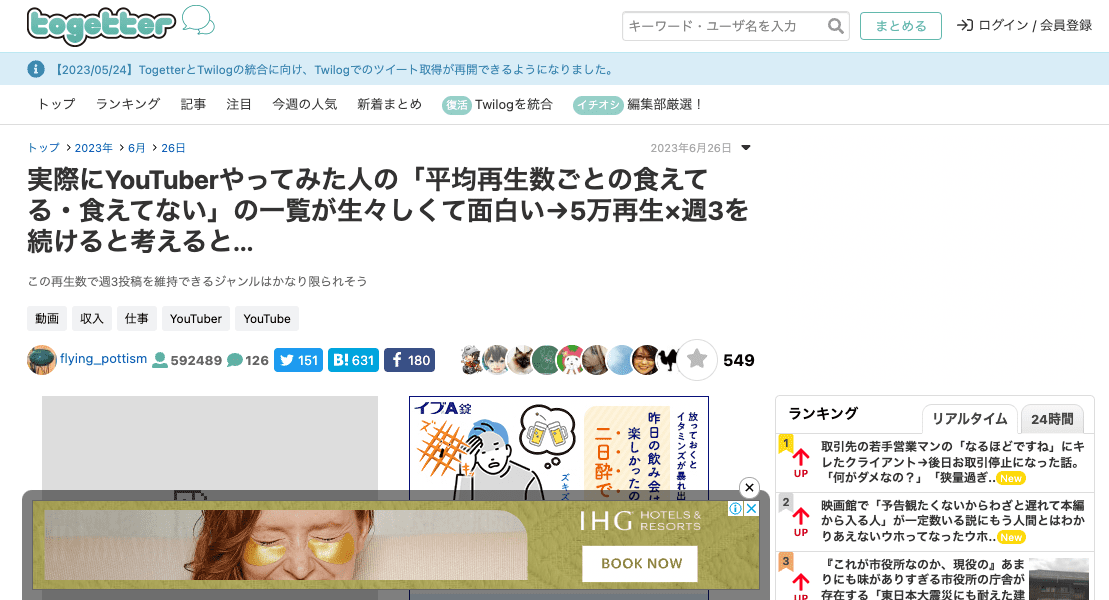 togetter
キーワード・ユーザ名を入力
まとめる
ログイン / 会員登録
【2023/05/24】TogetterとTwilogの統合に向け、Twilogでのツイート取得が再開できるようになりました。
トップ ランキング 記事 注目 今週の人気 新着まとめ 復活 Twilogを統合 イチオシ 編集部厳選！
トップ 2023年 6月 26日
2023年6月26日
実際にYouTuberやってみた人の「平均再生数ごとの食えて
る・食えてない」の一覧が生々しくて面白い→5万再生×週3を
続けると考えると...
この再生数で週3投稿を維持できるジャンルはかなり限られそう
動画 収入 仕事 YouTuber YouTube
flying_pottism 592489 126 151 B! 631 180
549
イブA錠
ズキズ
放っておくと
イタミンズが暴れ出
昨日の飲み会は
楽しかったの
二日酔で
ランキング
リアルタイム
24時間
1
UP
取引先の若手営業マンの「なるほどですね」にキ
レたクライアント→後日お取引停止になった話。
「何がダメなの？」「狭量過ぎ.. New
2
UP
映画館で「予告観たくないからわざと遅れて本編
から入る人」が一定数いる説にもう人間とはわか
りあえないウホってなったウホ.. New
3
UP
『これが市役所なのか、現役の』あま
りにも味がありすぎる市役所の庁舎が
存在する「東日本大震災にも耐えた建
IHG HOTELS &
RESORTS
BOOK NOW